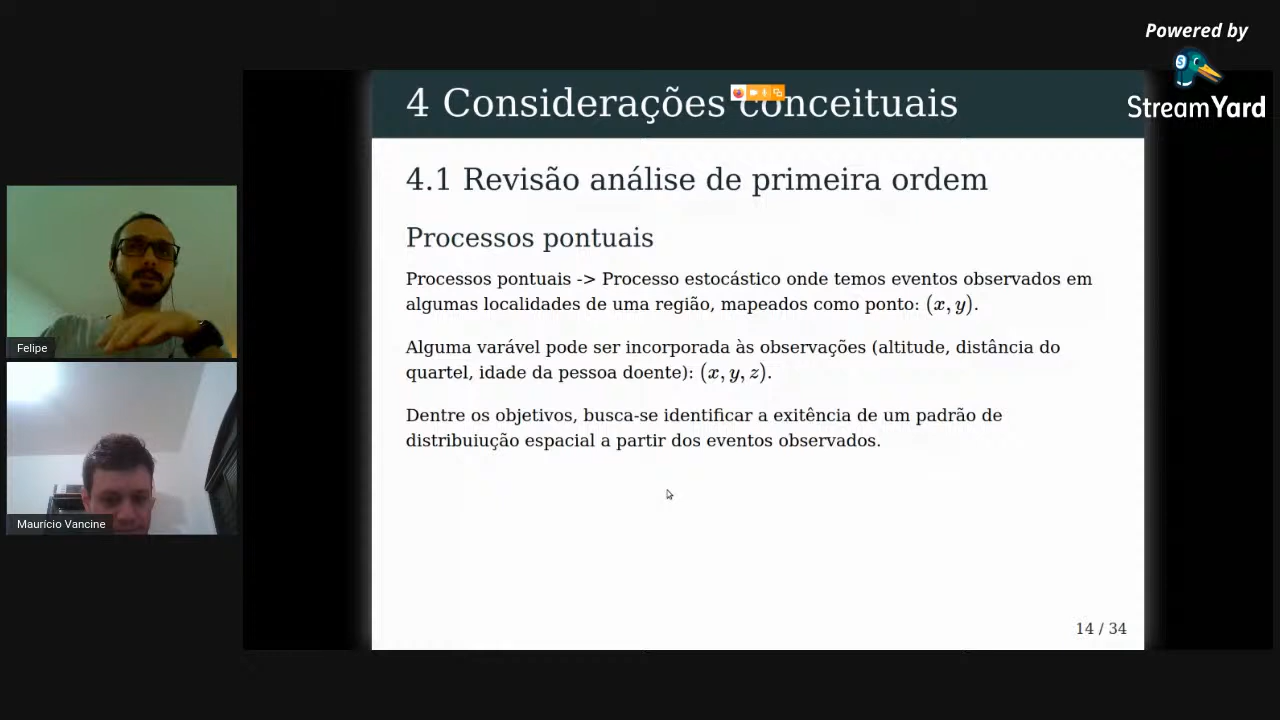 Powered by
StreamYard
4 Considerações conceituais
4.1 Revisão análise de primeira ordem
Processos pontuais
Processos pontuais -> Processo estocástico onde temos eventos observados em
algumas localidades de uma região, mapeados como ponto: (x, y).
Alguma varável pode ser incorporada às observações (altitude, distância do
quartel, idade da pessoa doente): (x, y, z).
Dentre os objetivos, busca-se identificar a exitência de um padrão de
distribuiução espacial a partir dos eventos observados.
14 / 34
Felipe
Maurício Vancine